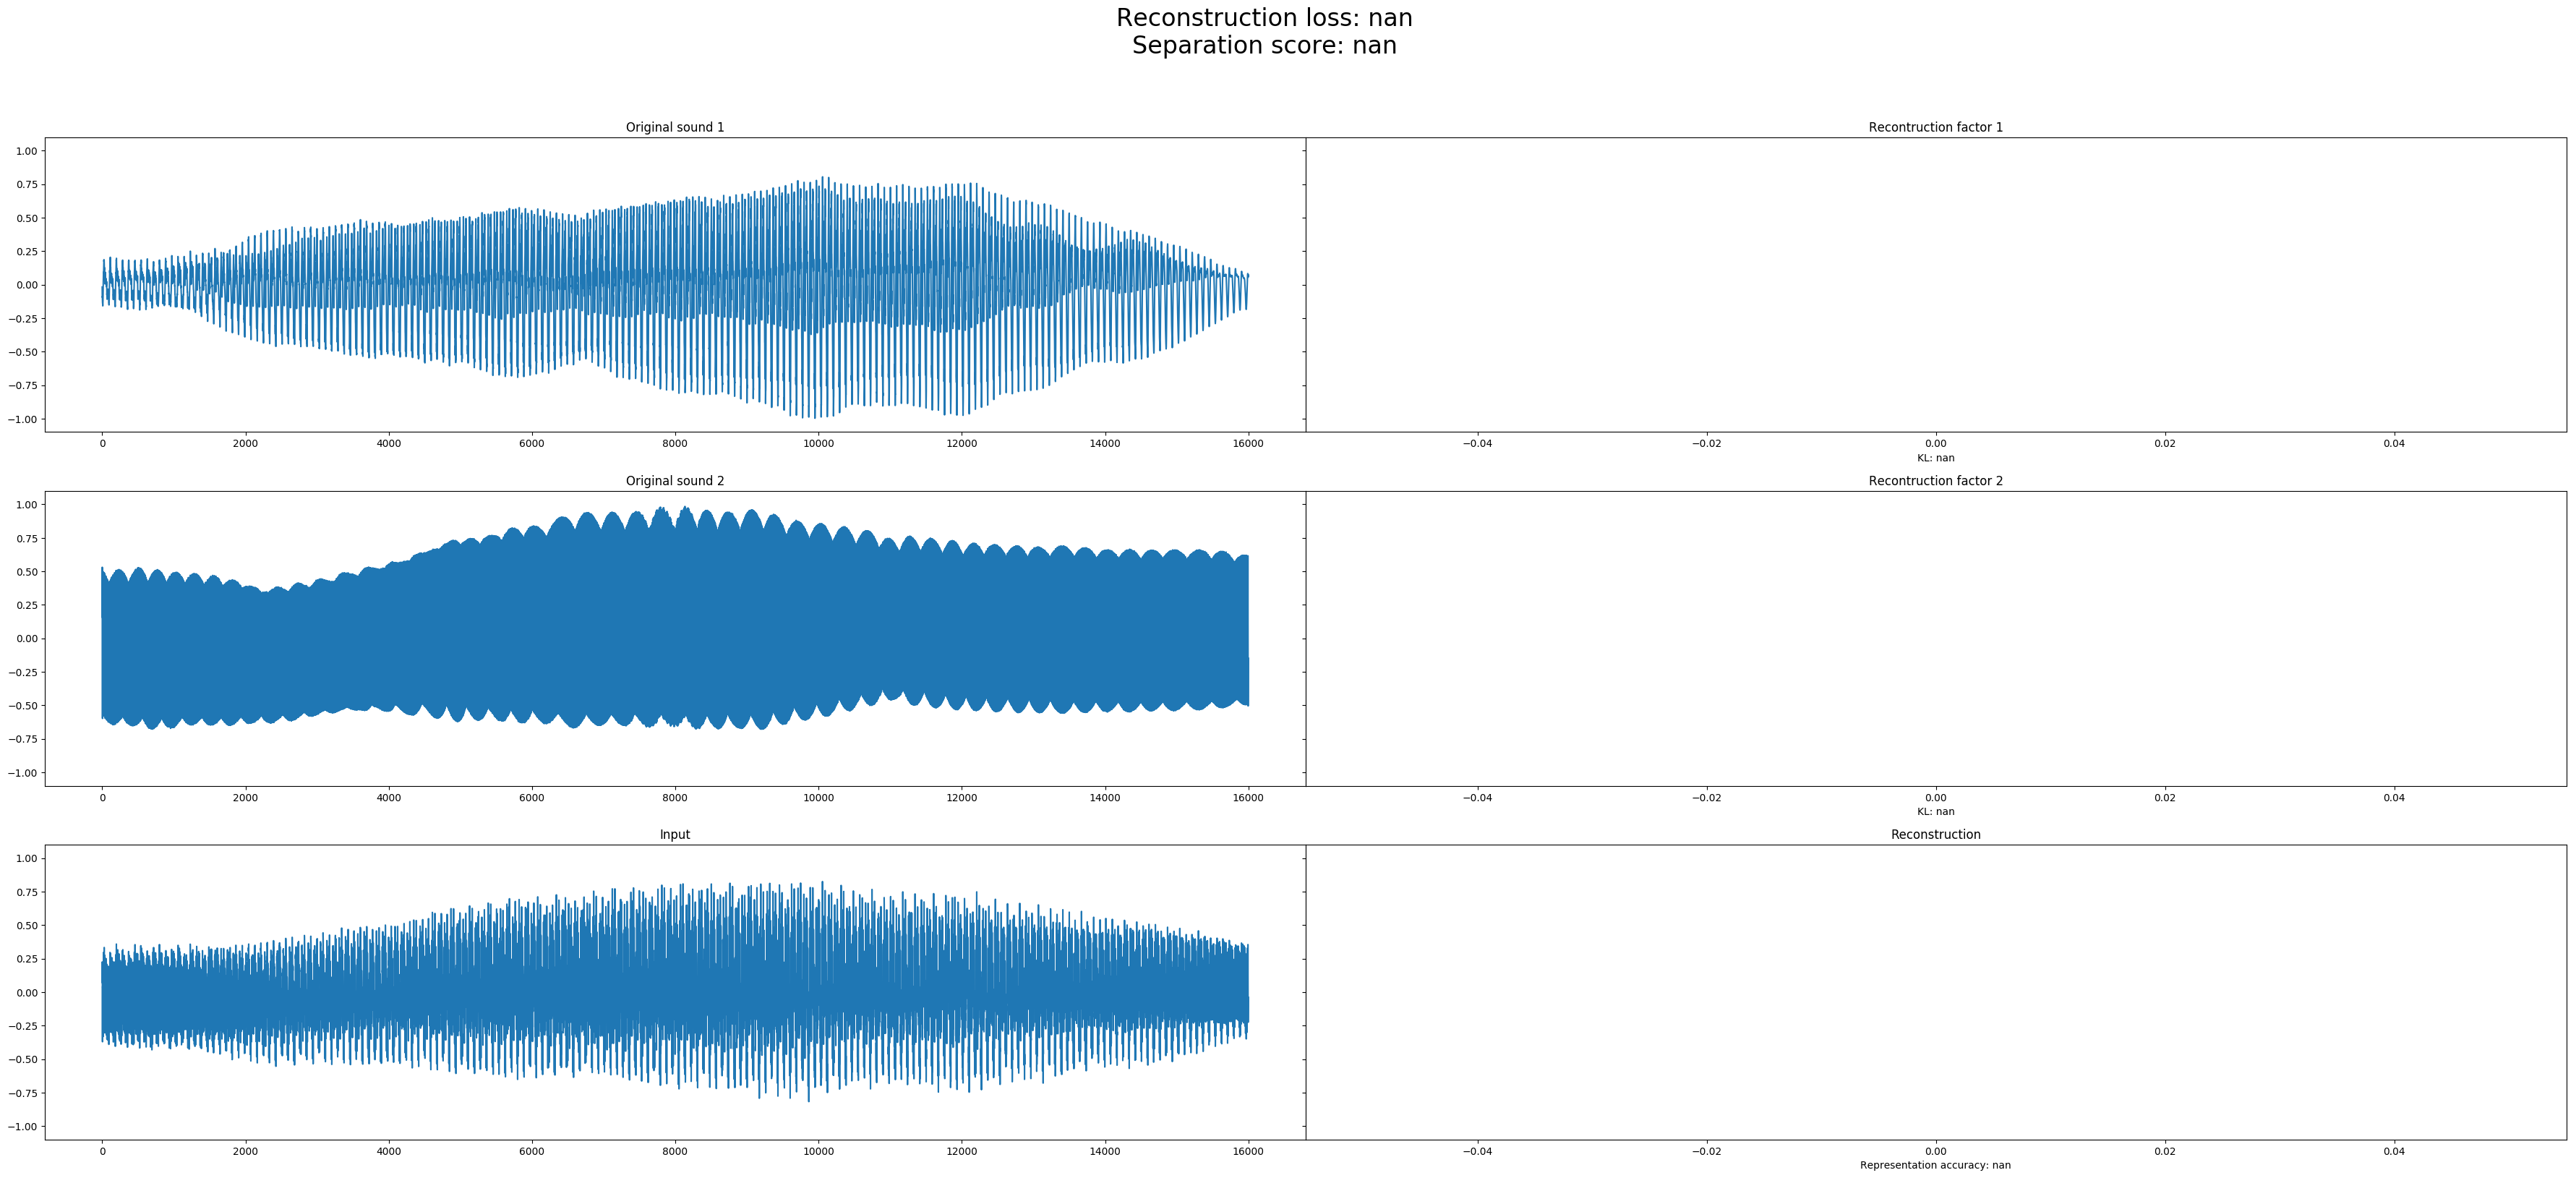 Reconstruction loss: nan
Separation score: nan
Original sound 1
Recontruction factor 1
1.00
0.75
0.50
0.25
0.00
−0.25
−0.50
−0.75
−1.00
0 2000 4000 6000 8000 10000 12000 14000 16000
−0.04 −0.02 0.00 0.02 0.04
KL: nan
Original sound 2
Recontruction factor 2
1.00
0.75
0.50
0.25
0.00
−0.25
−0.50
−0.75
−1.00
0 2000 4000 6000 8000 10000 12000 14000 16000
−0.04 −0.02 0.00 0.02 0.04
KL: nan
Input
Reconstruction
1.00
0.75
0.50
0.25
0.00
−0.25
−0.50
−0.75
−1.00
0 2000 4000 6000 8000 10000 12000 14000 16000
−0.04 −0.02 0.00 0.02 0.04
Representation accuracy: nan